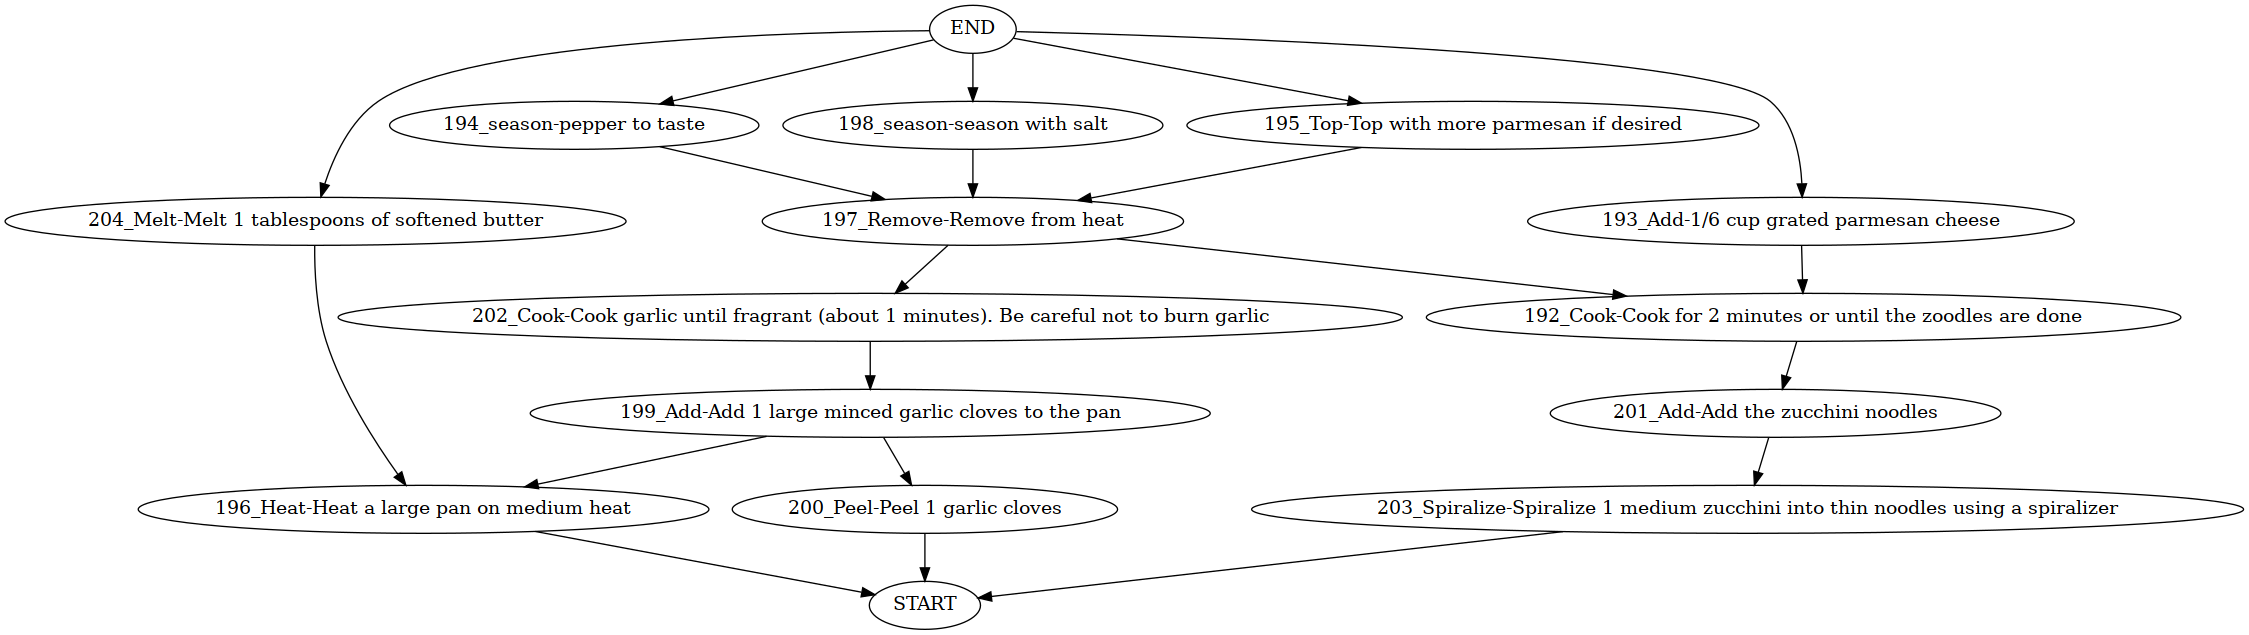 END
194_season-pepper to taste
198_season-season with salt
195_Top-Top with more parmesan if desired
204_Melt-Melt 1 tablespoons of softened butter
197_Remove-Remove from heat
193_Add-1/6 cup grated parmesan cheese
202_Cook-Cook garlic until fragrant (about 1 minutes). Be careful not to burn garlic
192_Cook-Cook for 2 minutes or until the zoodles are done
199_Add-Add 1 large minced garlic cloves to the pan
201_Add-Add the zucchini noodles
196_Heat-Heat a large pan on medium heat
200_Peel-Peel 1 garlic cloves
203_Spiralize-Spiralize 1 medium zucchini into thin noodles using a spiralizer
START